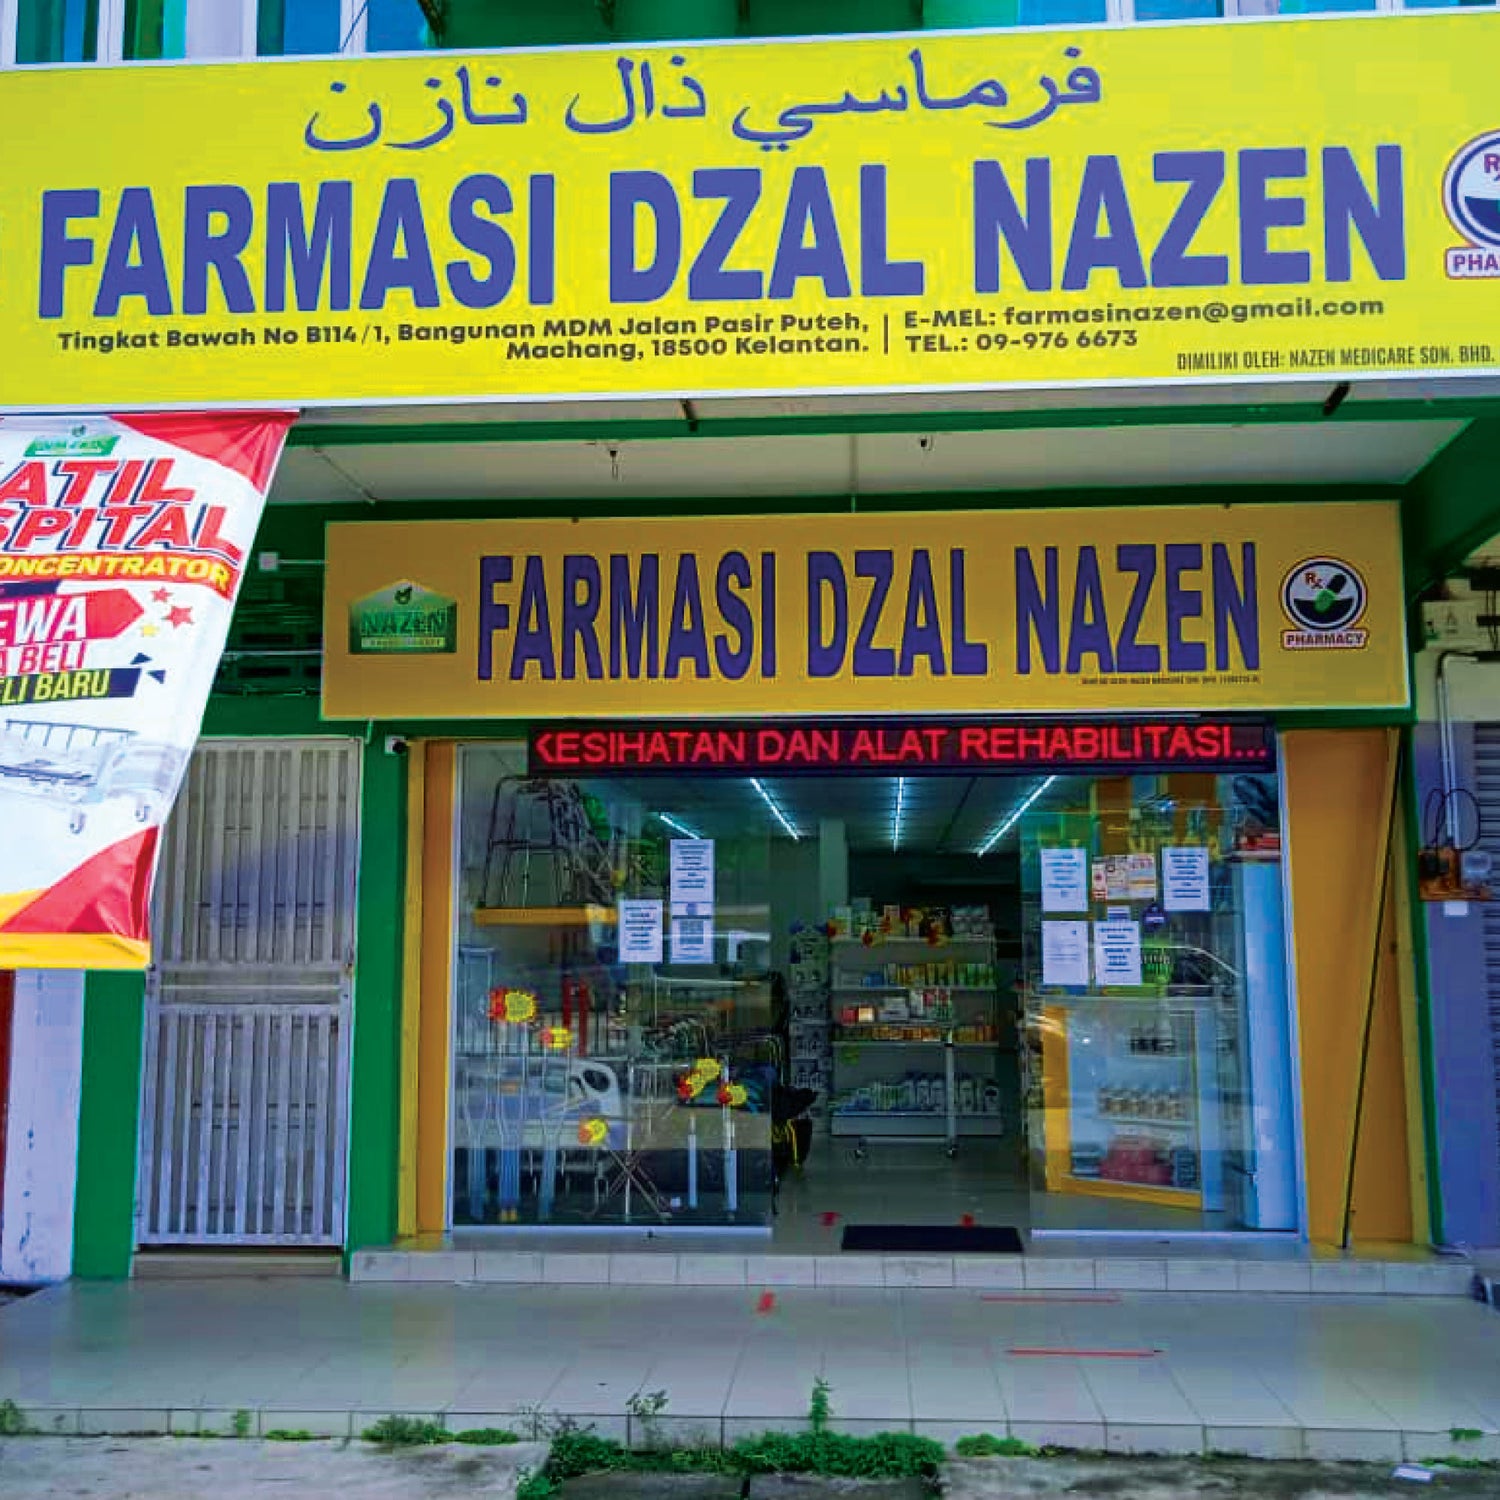 فرماسي ذال نازن
FARMASI DZAL NAZEN
Tingkat Bawah No B114/1, Bangunan MDM Jalan Pasir Puteh,
Machang, 18500 Kelantan.
E-MEL: farmasinazen@gmail.com
TEL.: 09-976 6673
DIMILIKI OLEH: NAZEN MEDICARE SDN. BHD.
R
PHA
ATIL
SPITAL
ONCENTRATOR
EWA
A BELI
ELI BARU
NAZEN
FARMASI DZAL NAZEN
Rx
PHARMACY
KESIHATAN DAN ALAT REHABILITASI...